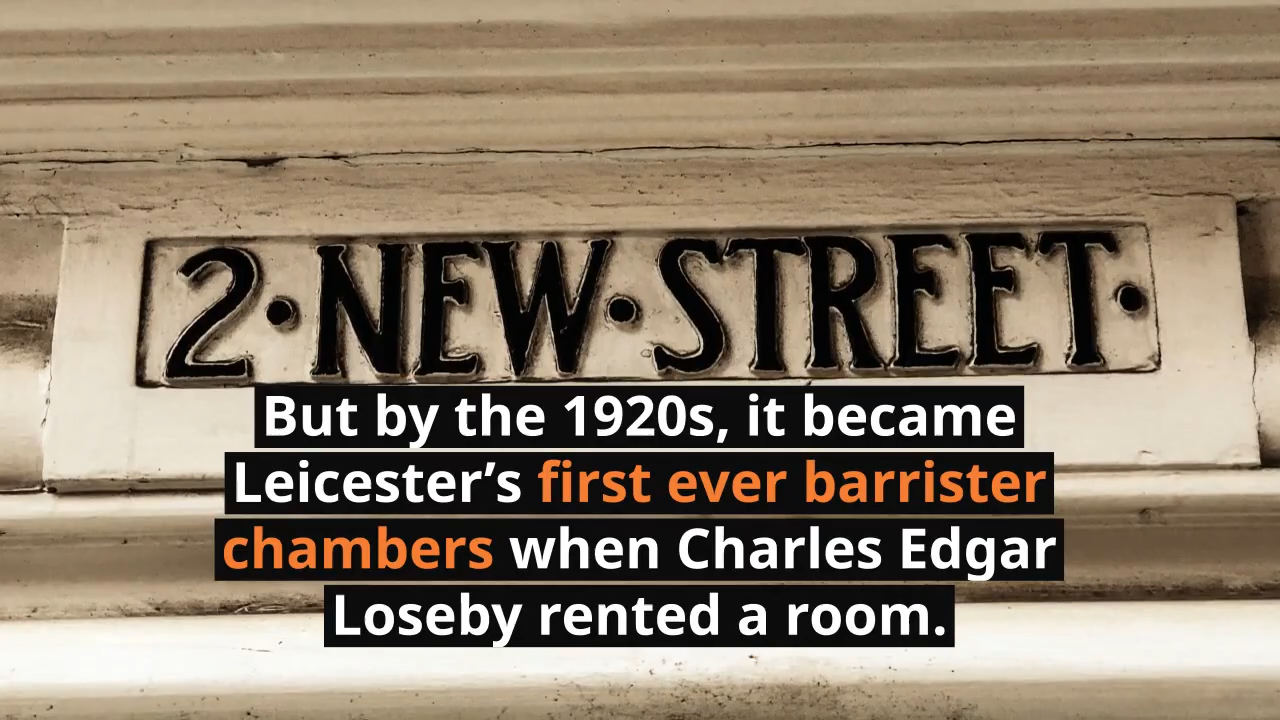 2·NEW·STREET·
But by the 1920s, it became
Leicester’s first ever barrister
chambers when Charles Edgar
Loseby rented a room.